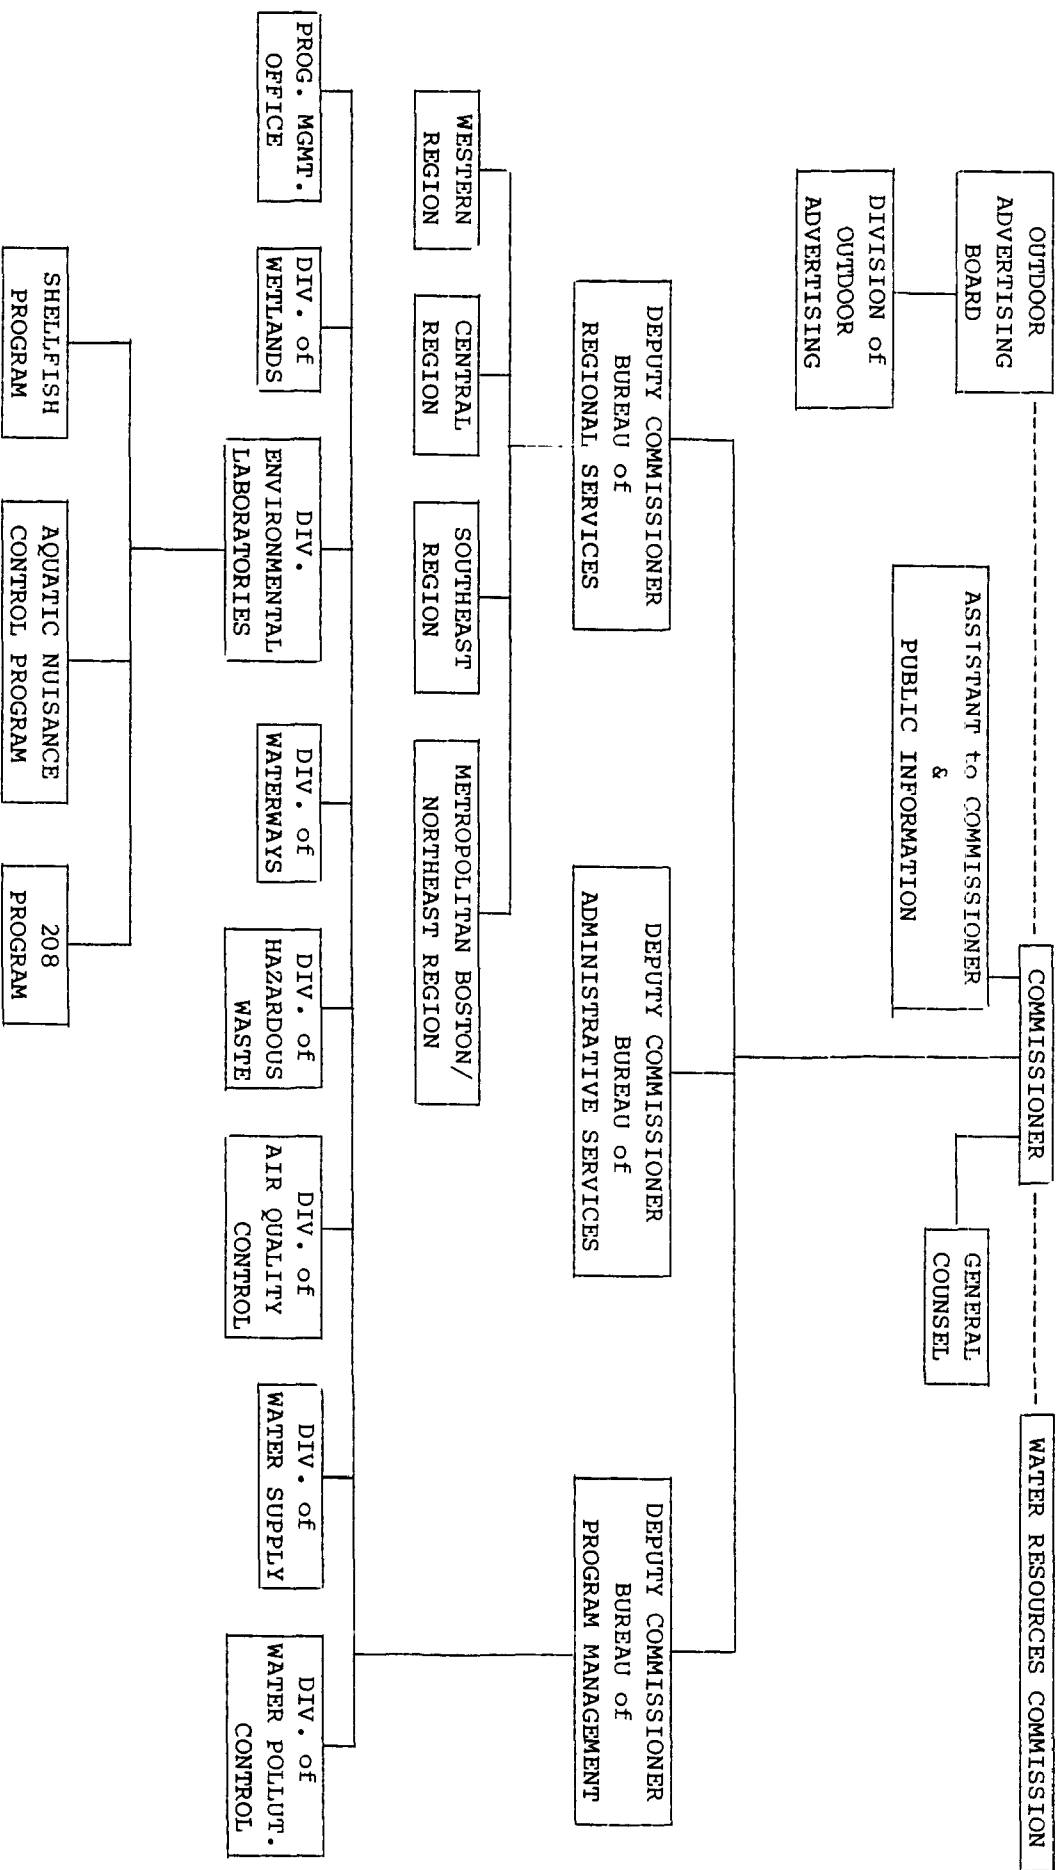 OUTDOOR
ADVERTISING
BOARD
COMMISSIONER
WATER RESOURCES COMMISSION
DIVISION of
OUTDOOR
ADVERTISING
ASSISTANT to COMMISSIONER
&
PUBLIC INFORMATION
GENERAL
COUNSEL
DEPUTY COMMISSIONER
BUREAU of
REGIONAL SERVICES
DEPUTY COMMISSIONER
BUREAU of
ADMINISTRATIVE SERVICES
DEPUTY COMMISSIONER
BUREAU of
PROGRAM MANAGEMENT
WESTERN
REGION
CENTRAL
REGION
SOUTHEAST
REGION
METROPOLITAN BOSTON/
NORTHEAST REGION
PROG. MGMT.
OFFICE
DIV. of
WETLANDS
DIV.
ENVIRONMENTAL
LABORATORIES
DIV. of
WATERWAYS
DIV. of
HAZARDOUS
WASTE
DIV. of
AIR QUALITY
CONTROL
DIV. of
WATER SUPPLY
DIV. of
WATER POLLUT.
CONTROL
SHELLFISH
PROGRAM
AQUATIC NUISANCE
CONTROL PROGRAM
208
PROGRAM